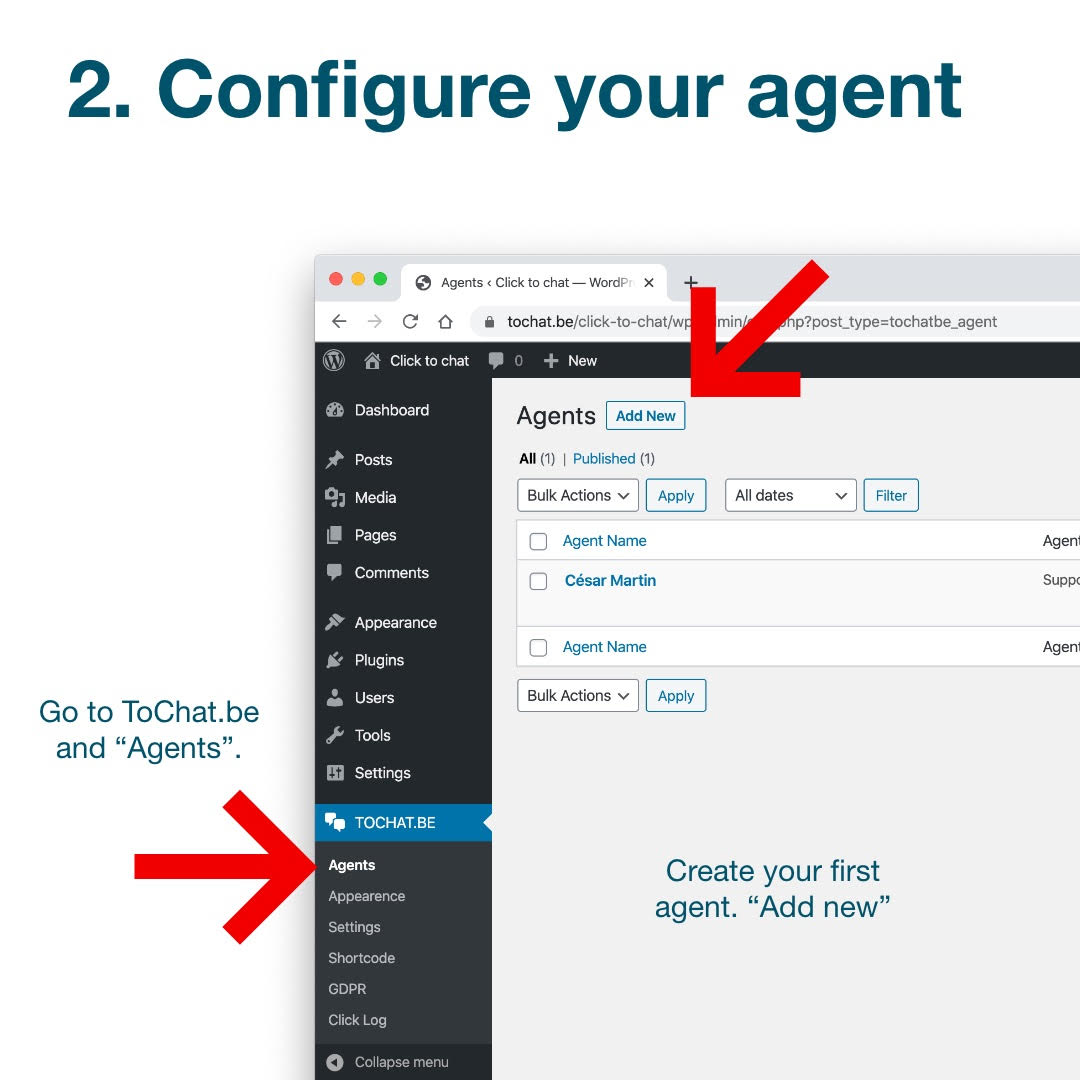 2. Configure your agent
Agents ‹ Click to chat — WordPr
tochat.be/click-to-chat/wp
min/
hp?post_type=tochatbe_agent
Click to chat 0 New
Dashboard
Posts
Media
Pages
Comments
Appearance
Plugins
Users
Tools
Settings
TOCHAT.BE
Agents
Appearence
Settings
Shortcode
GDPR
Click Log
Collapse menu
Agents Add New
All (1) | Published (1)
Bulk Actions Apply All dates Filter
Agent Name Agent
César Martin Suppo
Agent Name Agent
Bulk Actions Apply
Go to ToChat.be
and “Agents”.
Create your first
agent. “Add new”